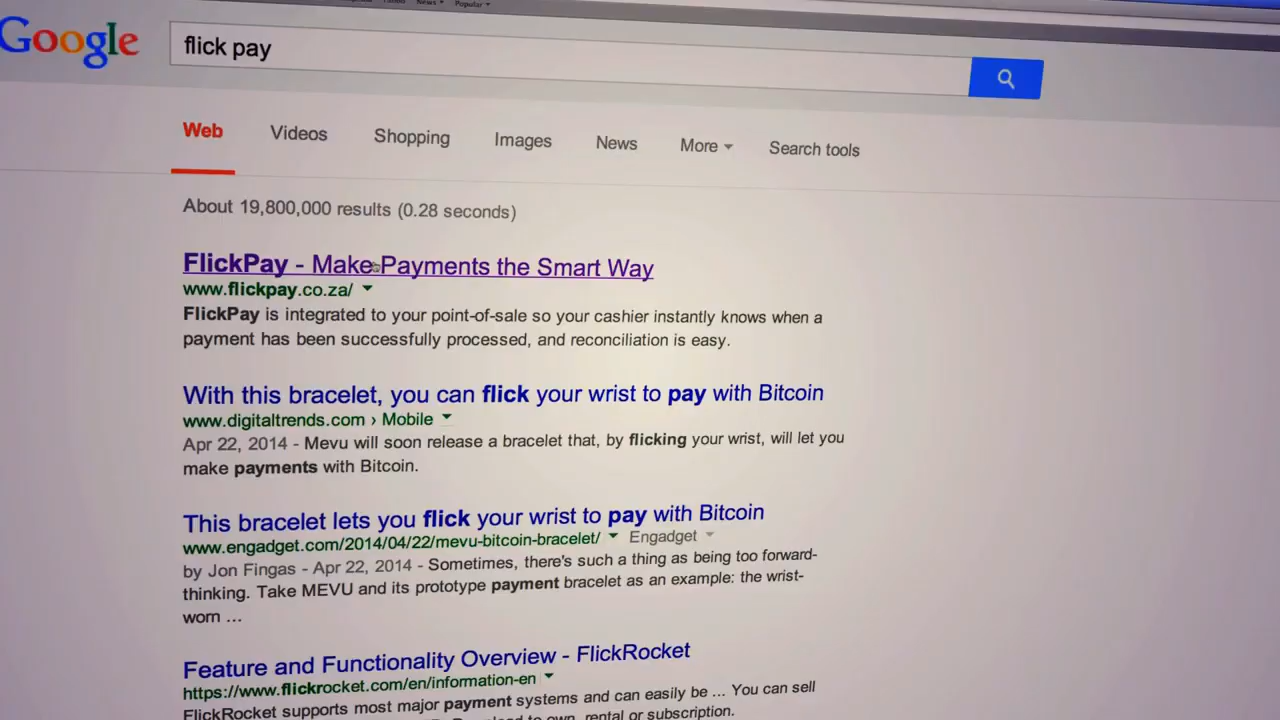 News Popular
Google flick pay
Web Videos Shopping Images News More Search tools
About 19,800,000 results (0.28 seconds)
FlickPay - Make Payments the Smart Way
www.flickpay.co.za/
FlickPay is integrated to your point-of-sale so your cashier instantly knows when a
payment has been successfully processed, and reconciliation is easy.
With this bracelet, you can flick your wrist to pay with Bitcoin
www.digitaltrends.com › Mobile
Apr 22, 2014 - Mevu will soon release a bracelet that, by flicking your wrist, will let you
make payments with Bitcoin.
This bracelet lets you flick your wrist to pay with Bitcoin
www.engadget.com/2014/04/22/mevu-bitcoin-bracelet/ Engadget
by Jon Fingas - Apr 22, 2014 - Sometimes, there's such a thing as being too forward-
thinking. Take MEVU and its prototype payment bracelet as an example: the wrist-
worn ...
Feature and Functionality Overview - FlickRocket
https://www.flickrocket.com/en/information-en
FlickRocket supports most major payment systems and can easily be ... You can sell
to own, rental or subscription.